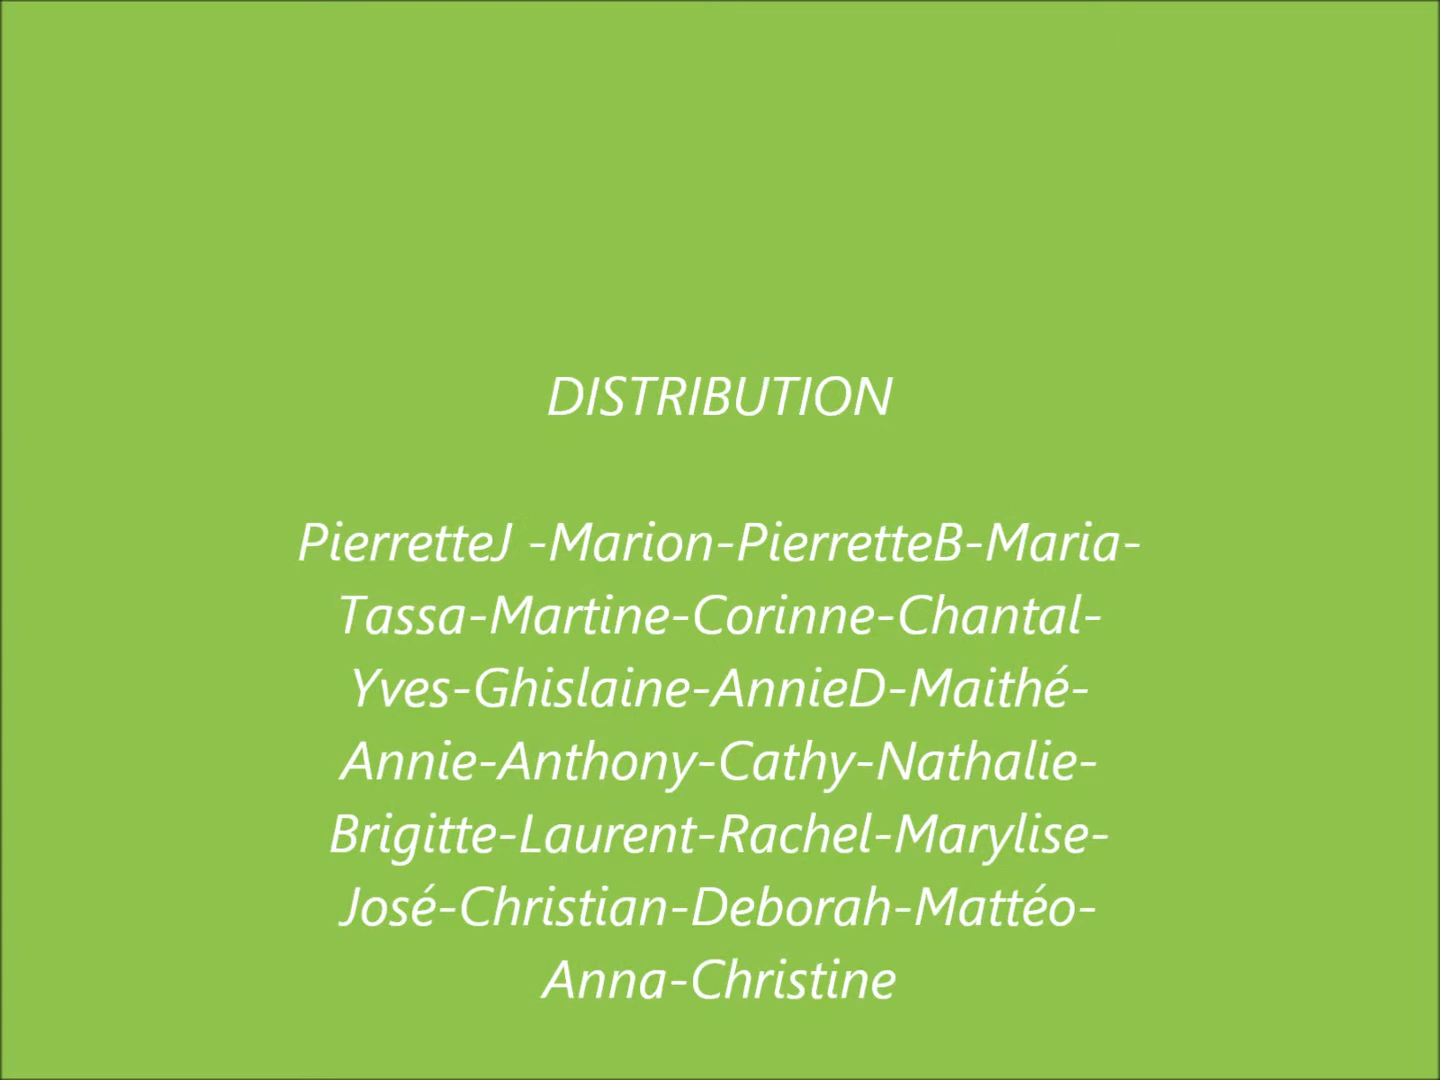 DISTRIBUTION
PierretteJ -Marion-PierretteB-Maria-
Tassa-Martine-Corinne-Chantal-
Yves-Ghislaine-AnnieD-Maithé-
Annie-Anthony-Cathy-Nathalie-
Brigitte-Laurent-Rachel-Marylise-
José-Christian-Deborah-Mattéo-
Anna-Christine